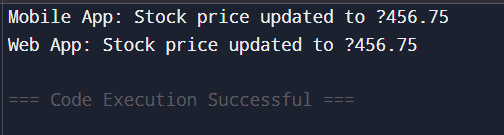 Mobile App: Stock price updated to ?456.75
Web App: Stock price updated to ?456.75
=== Code Execution Successful ===